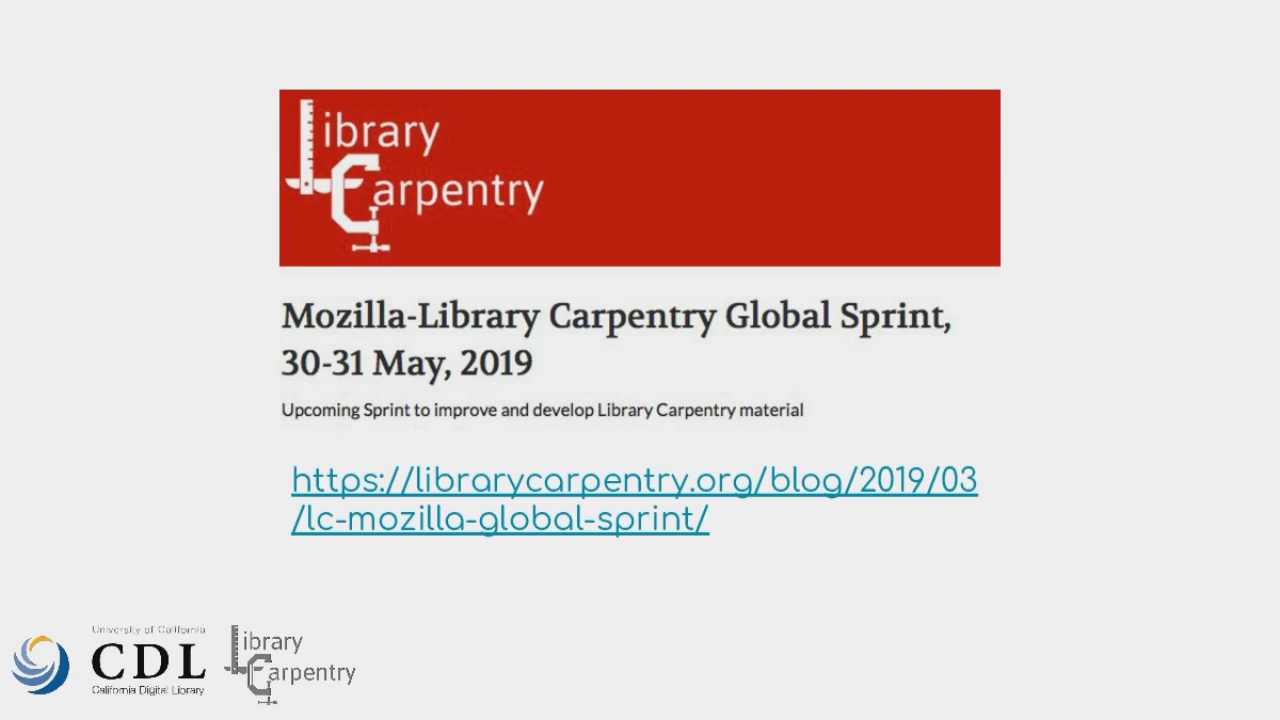 Library
Carpentry
Mozilla-Library Carpentry Global Sprint,
30-31 May, 2019
Upcoming Sprint to improve and develop Library Carpentry material
https://librarycarpentry.org/blog/2019/03
/lc-mozilla-global-sprint/
University of California
CDL
California Digital Library
Library
Carpentry